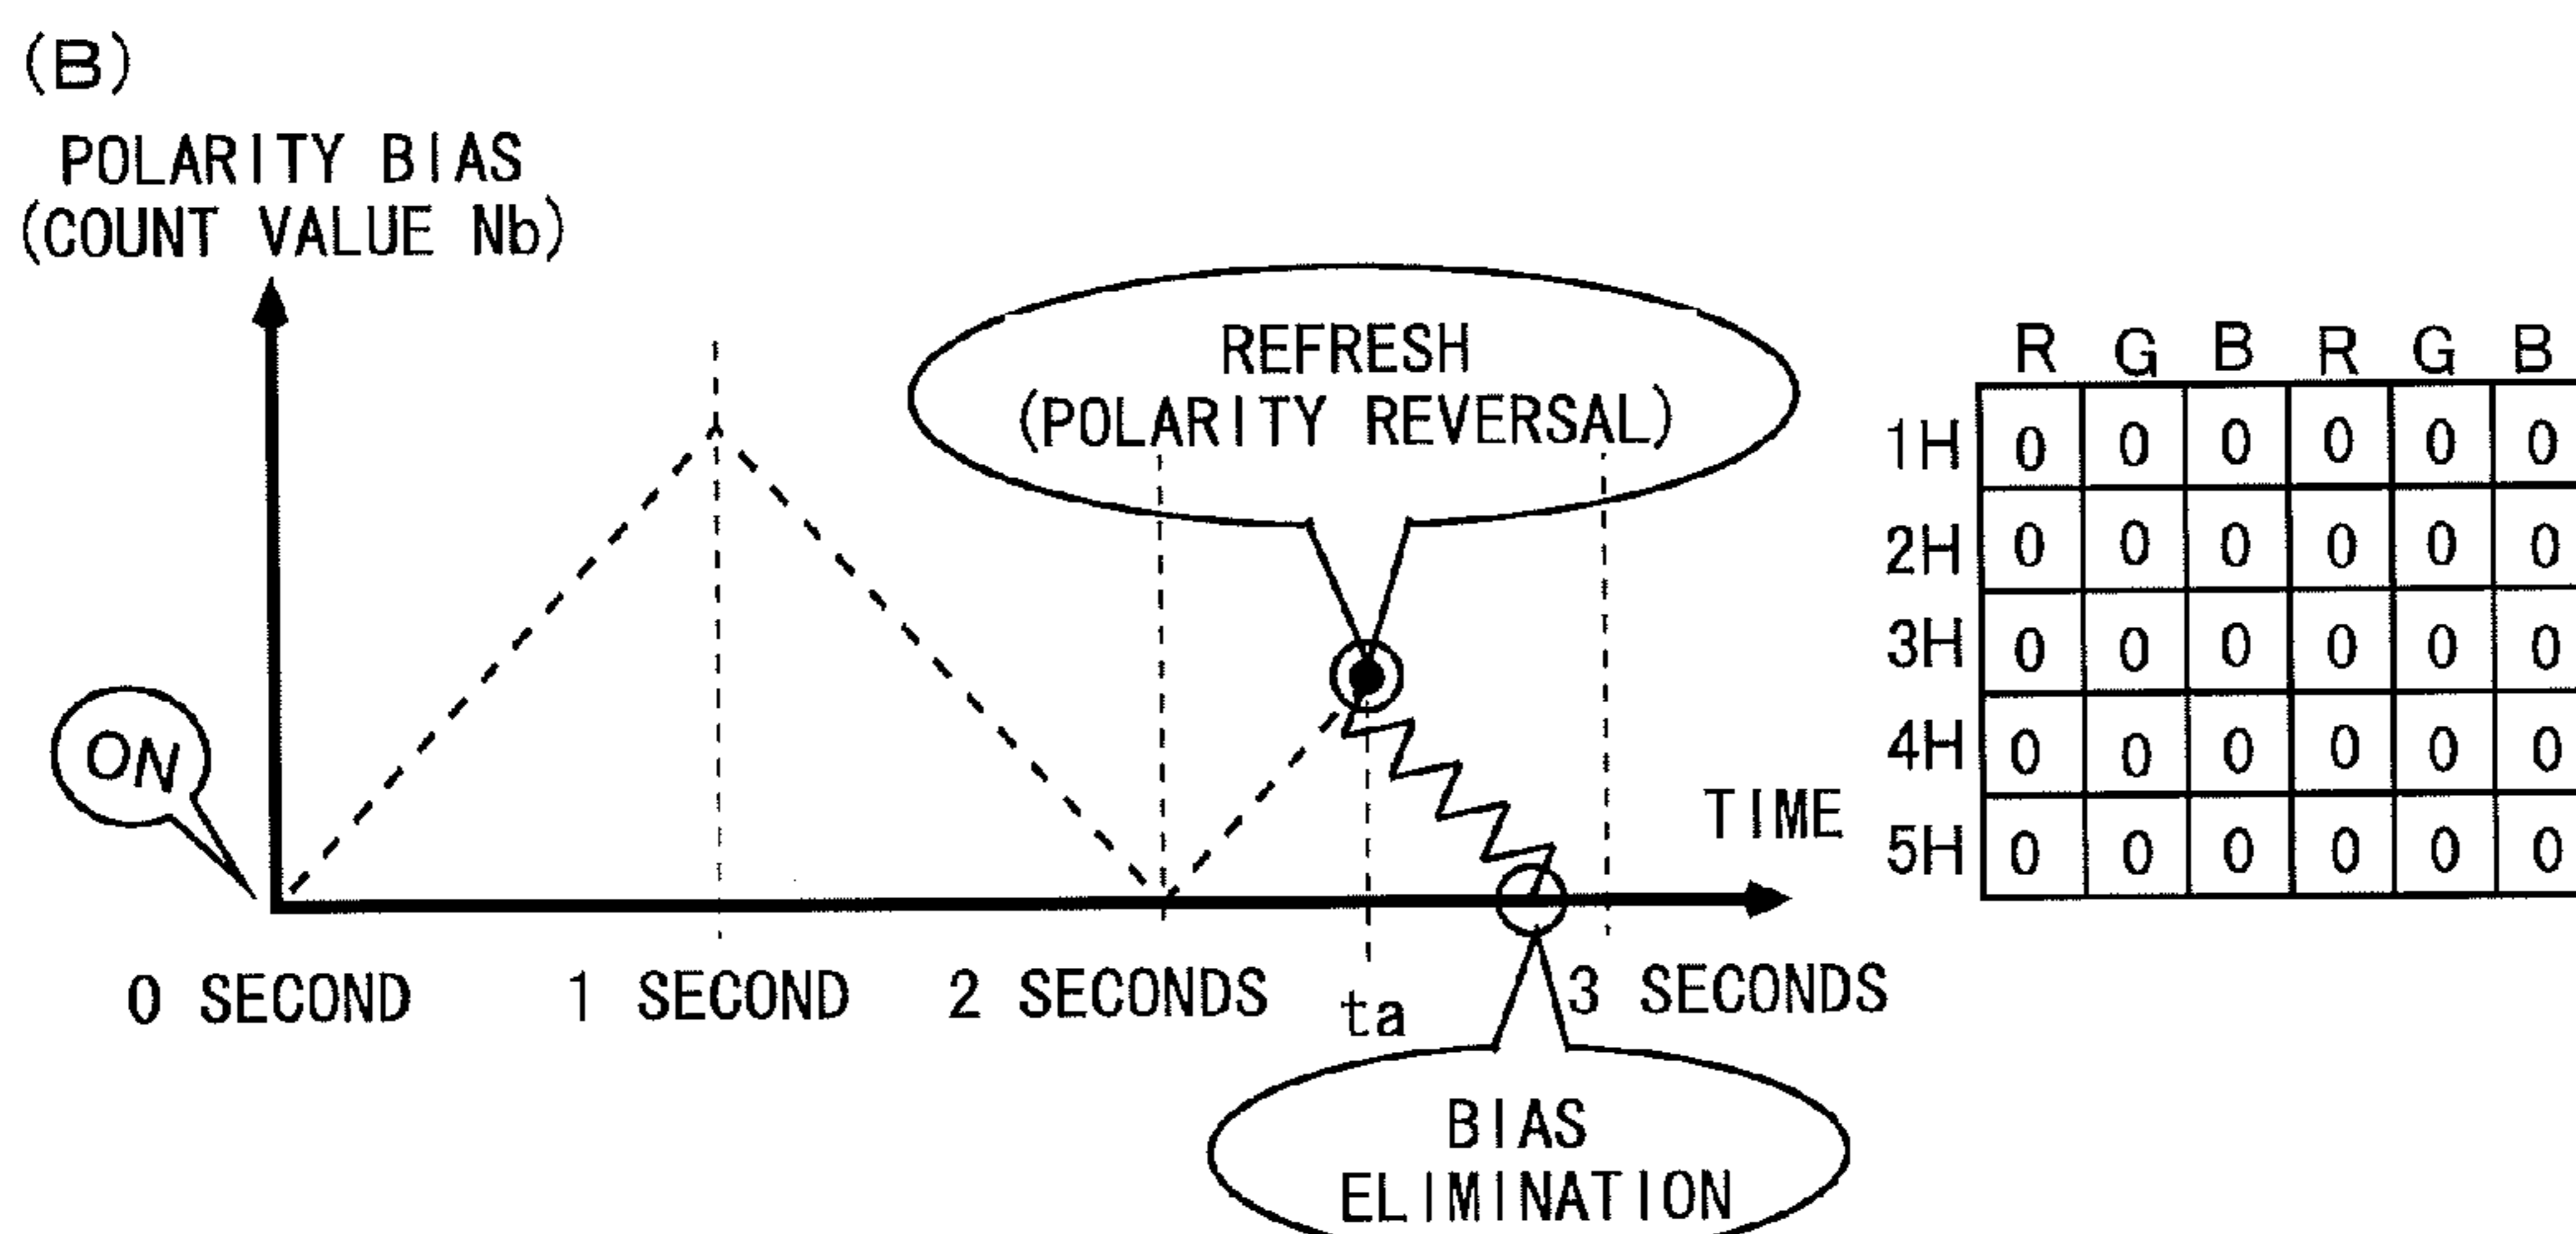 (B)
POLARITY BIAS
(COUNT VALUE Nb)
REFRESH
(POLARITY REVERSAL)
ON
TIME
0 SECOND 1 SECOND 2 SECONDS ta 3 SECONDS
BIAS
ELIMINATION
R G B R G B
1H 0 0 0 0 0 0
2H 0 0 0 0 0 0
3H 0 0 0 0 0 0
4H 0 0 0 0 0 0
5H 0 0 0 0 0 0